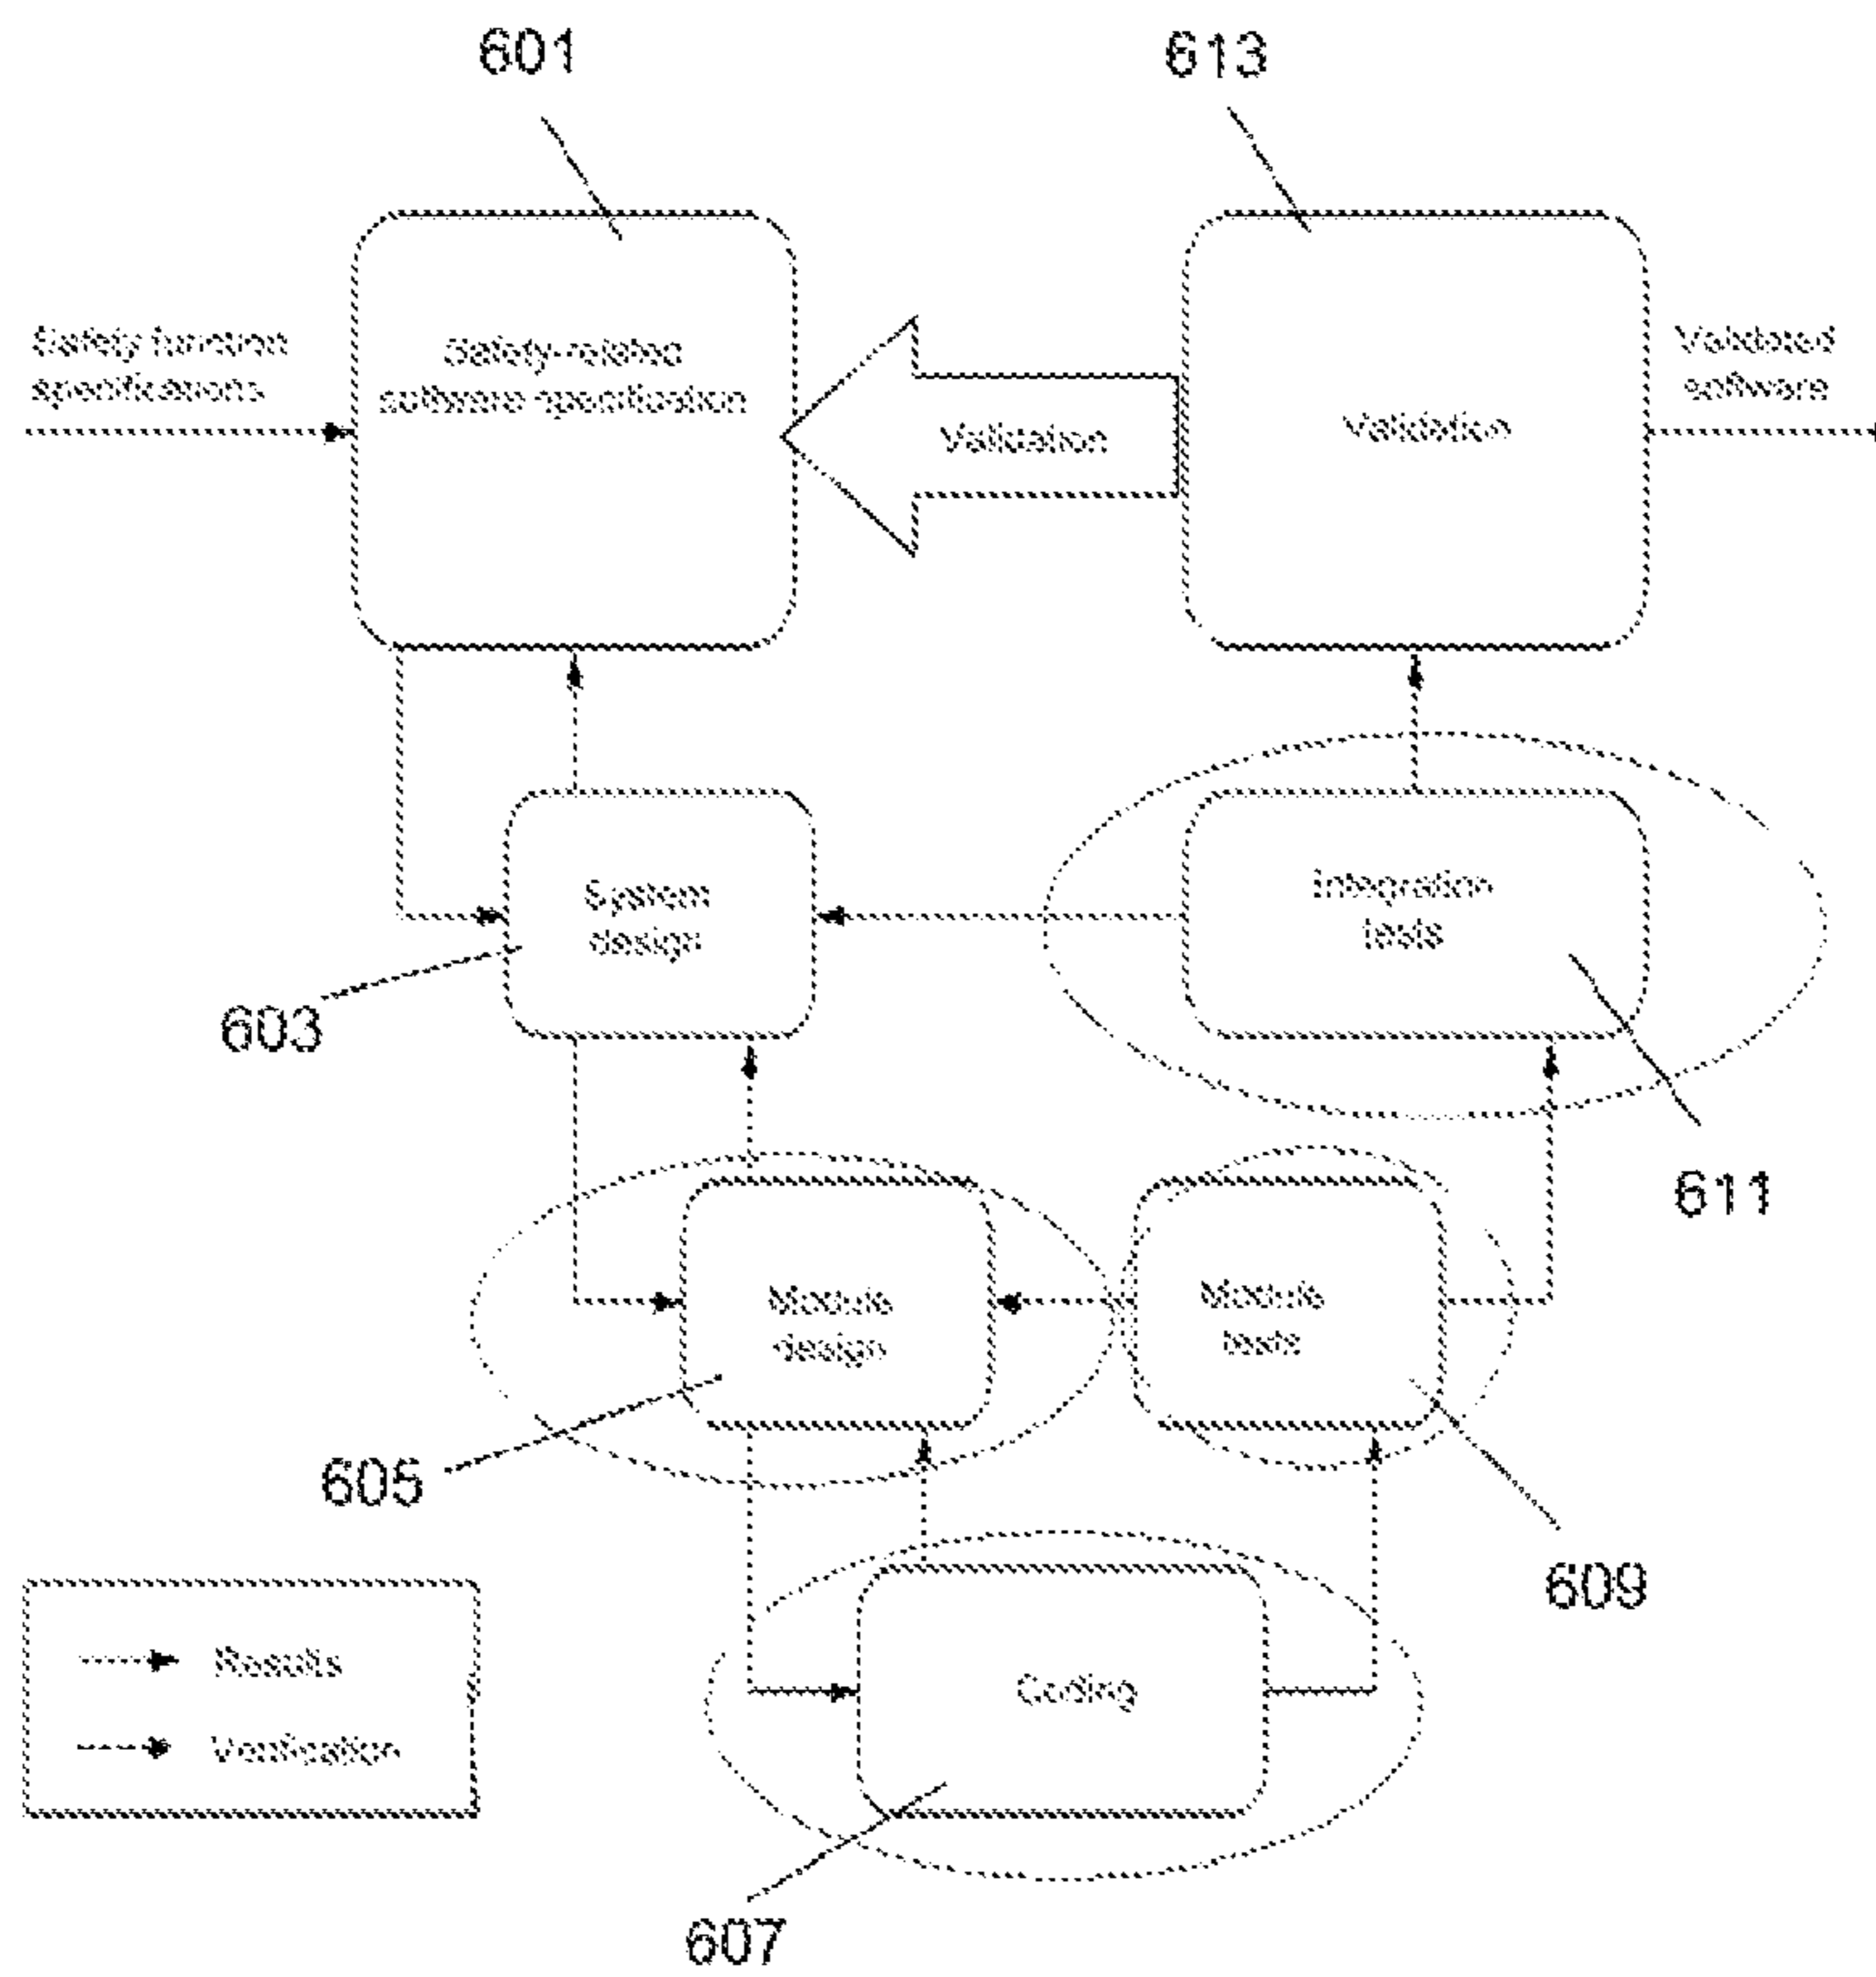 601
613
Safety function
specifications
Safety-related
software specification
Validation
Validation
Validated
software
System
design
Integration
tests
603
611
Module
design
Module
tests
605
609
Results
Verification
Coding
607